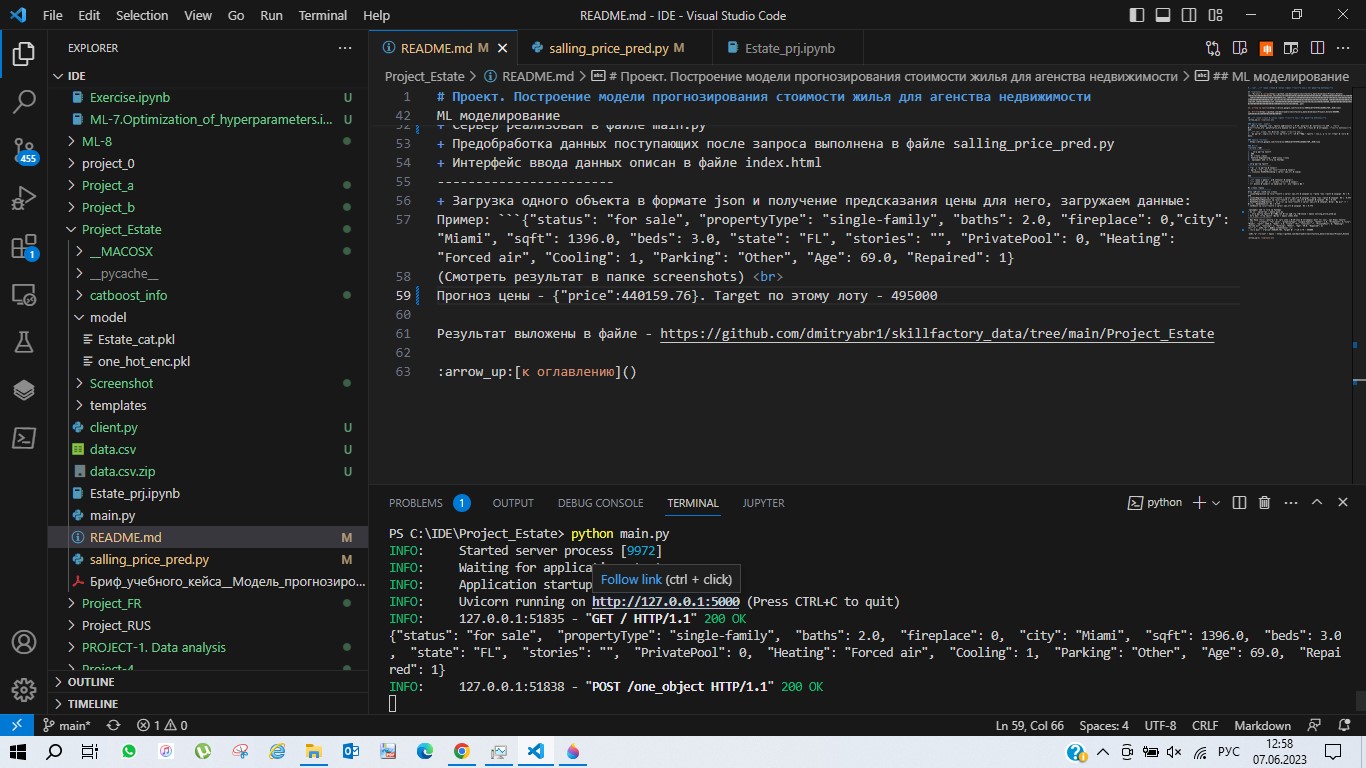 File Edit Selection View Go Run Terminal Help
README.md - IDE - Visual Studio Code
EXPLORER
IDE
Exercise.ipynb U
ML-7.Optimization_of_hyperparameters.i... U
ML-8
project_0
Project_a
Project_b
Project_Estate
__MACOSX
__pycache__
catboost_info
model
Estate_cat.pkl
one_hot_enc.pkl
Screenshot
templates
client.py U
data.csv U
data.csv.zip U
Estate_prj.ipynb
main.py
README.md M
salling_price_pred.py M
Бриф_учебного_кейса__Модель_прогнозиро...
Project_FR
Project_RUS
PROJECT-1. Data analysis
Project-4
OUTLINE
TIMELINE
455
1
README.md M
salling_price_pred.py M
Estate_prj.ipynb
Project_Estate > README.md > # Проект. Построение модели прогнозирования стоимости жилья для агенства недвижимости > ## ML моделирование
1 # Проект. Построение модели прогнозирования стоимости жилья для агенства недвижимости
42 ML моделирование
52 + Сервер реализован в файле main.py
53 + Предобработка данных поступающих после запроса выполнена в файле salling_price_pred.py
54 + Интерфейс ввода данных описан в файле index.html
55 -----------------------
56 + Загрузка одного объекта в формате json и получение предсказания цены для него, загружаем данные:
57 Пример: ```{"status": "for sale", "propertyType": "single-family", "baths": 2.0, "fireplace": 0,"city":
"Miami", "sqft": 1396.0, "beds": 3.0, "state": "FL", "stories": "", "PrivatePool": 0, "Heating":
"Forced air", "Cooling": 1, "Parking": "Other", "Age": 69.0, "Repaired": 1}
58 (Смотреть результат в папке screenshots) <br>
59 Прогноз цены - {"price":440159.76}. Target по этому лоту - 495000
60
61 Результат выложены в файле - https://github.com/dmitryabr1/skillfactory_data/tree/main/Project_Estate
62
63 :arrow_up:[к оглавлению]()
PROBLEMS 1 OUTPUT DEBUG CONSOLE TERMINAL JUPYTER
python
PS C:\IDE\Project_Estate> python main.py
INFO: Started server process [9972]
INFO: Waiting for applica
INFO: Application startup
Follow link (ctrl + click)
INFO: Uvicorn running on http://127.0.0.1:5000 (Press CTRL+C to quit)
INFO: 127.0.0.1:51835 - "GET / HTTP/1.1" 200 OK
{"status": "for sale", "propertyType": "single-family", "baths": 2.0, "fireplace": 0, "city": "Miami", "sqft": 1396.0, "beds": 3.0
, "state": "FL", "stories": "", "PrivatePool": 0, "Heating": "Forced air", "Cooling": 1, "Parking": "Other", "Age": 69.0, "Repai
red": 1}
INFO: 127.0.0.1:51838 - "POST /one_object HTTP/1.1" 200 OK
main* 1 0
Ln 59, Col 66 Spaces: 4 UTF-8 CRLF Markdown
РУС
12:58
07.06.2023